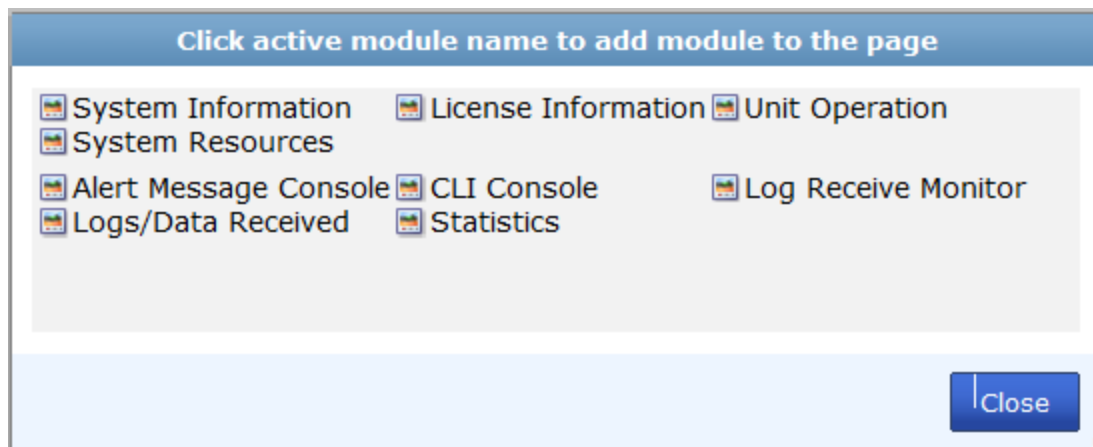 Click active module name to add module to the page
System Information License Information Unit Operation
System Resources
Alert Message Console CLI Console Log Receive Monitor
Logs/Data Received Statistics
Close